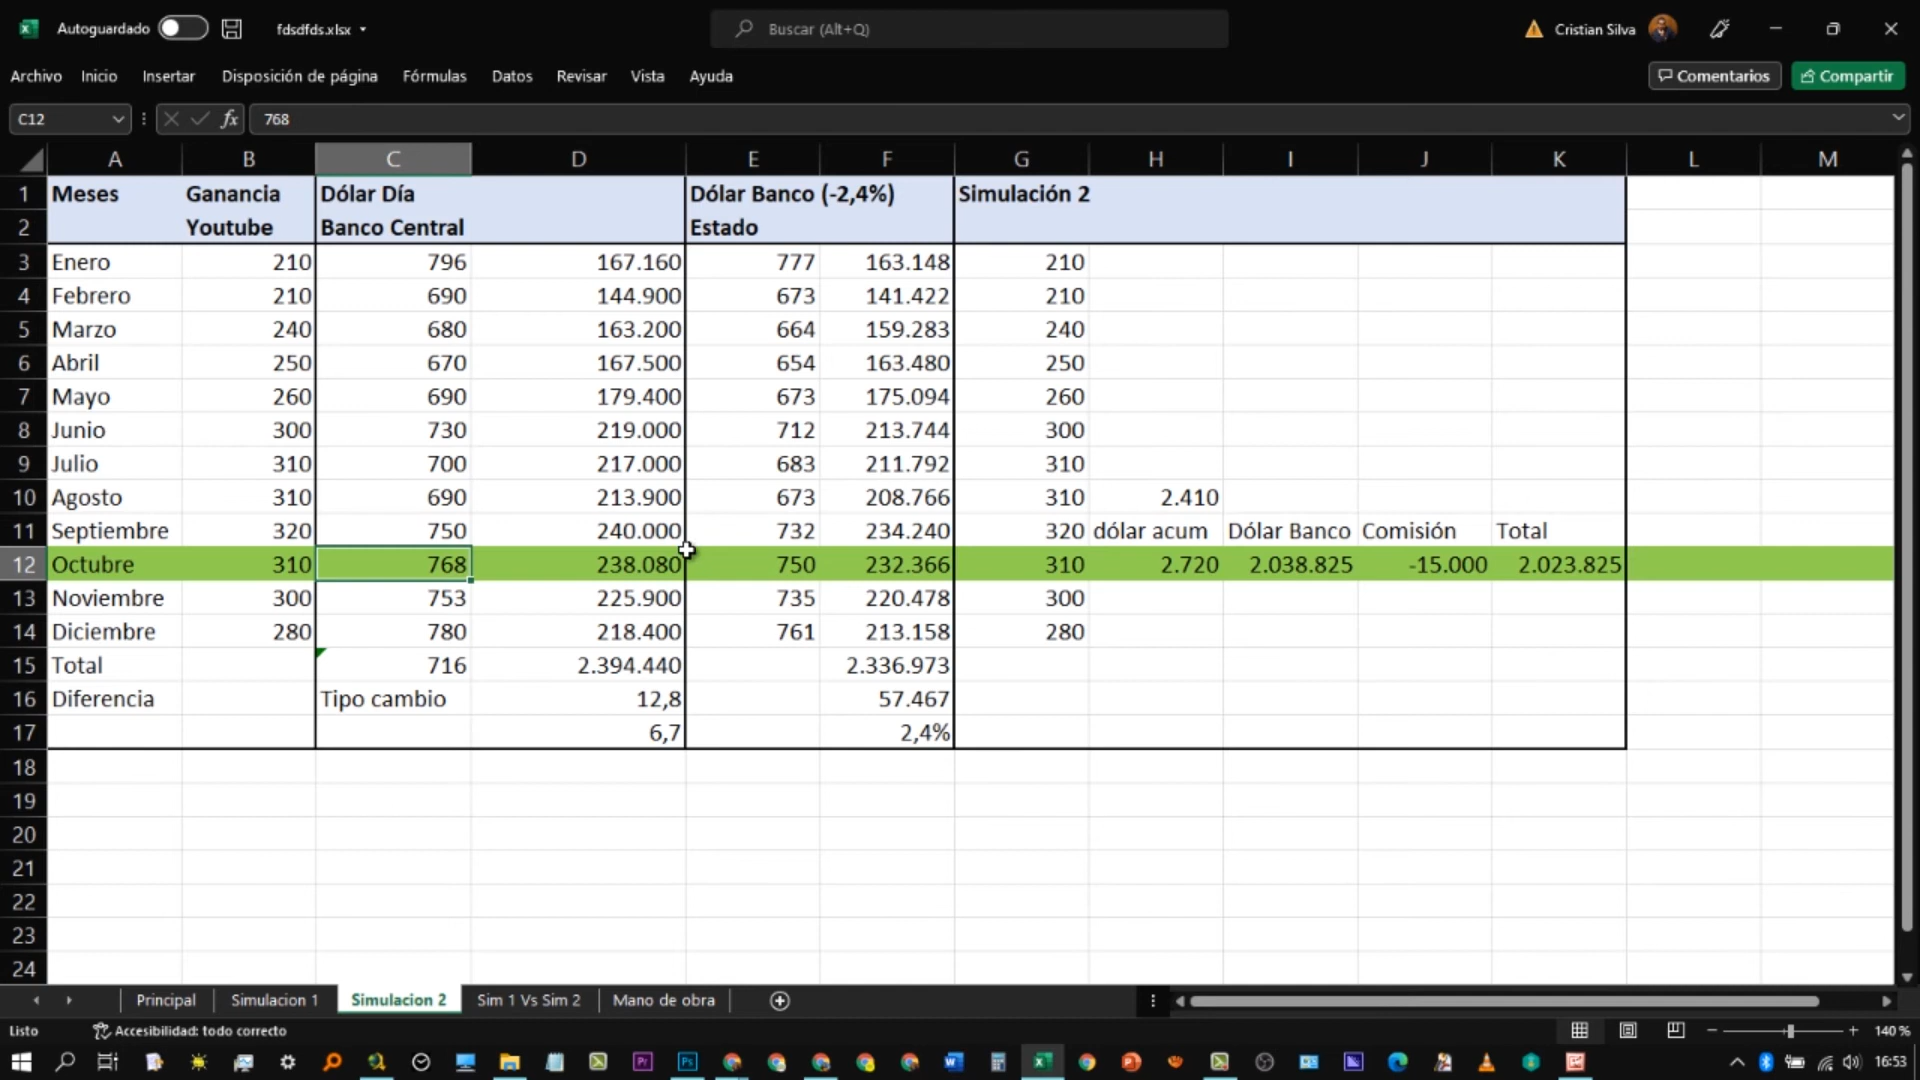 Autoguardado fdsdfds.xlsx Buscar (Alt+Q) Cristian Silva
Archivo Inicio Insertar Disposición de página Fórmulas Datos Revisar Vista Ayuda Comentarios Compartir
C12 fx 768
A B C D E F G H I J K L M
1 Meses Ganancia Dólar Día Dólar Banco (-2,4%) Simulación 2
2 Youtube Banco Central Estado
3 Enero 210 796 167.160 777 163.148 210
4 Febrero 210 690 144.900 673 141.422 210
5 Marzo 240 680 163.200 664 159.283 240
6 Abril 250 670 167.500 654 163.480 250
7 Mayo 260 690 179.400 673 175.094 260
8 Junio 300 730 219.000 712 213.744 300
9 Julio 310 700 217.000 683 211.792 310
10 Agosto 310 690 213.900 673 208.766 310 2.410
11 Septiembre 320 750 240.000 732 234.240 320 dólar acum Dólar Banco Comisión Total
12 Octubre 310 768 238.080 750 232.366 310 2.720 2.038.825 -15.000 2.023.825
13 Noviembre 300 753 225.900 735 220.478 300
14 Diciembre 280 780 218.400 761 213.158 280
15 Total 716 2.394.440 2.336.973
16 Diferencia Tipo cambio 12,8 57.467
17 6,7 2,4%
18
19
20
21
22
23
24
Principal Simulacion 1 Simulacion 2 Sim 1 Vs Sim 2 Mano de obra
Listo Accesibilidad: todo correcto 140 %
Pr Ps 16:53